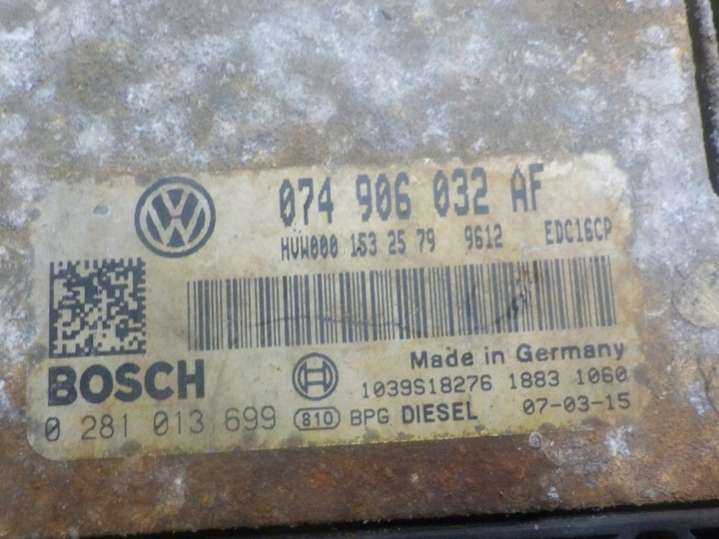 074 906 032 AF
HVW000 153 25 79 9612 EDC16CP
BOSCH
Made in Germany
1039S18276 1883 1060
0 281 013 699 810 BPG DIESEL 07-03-15